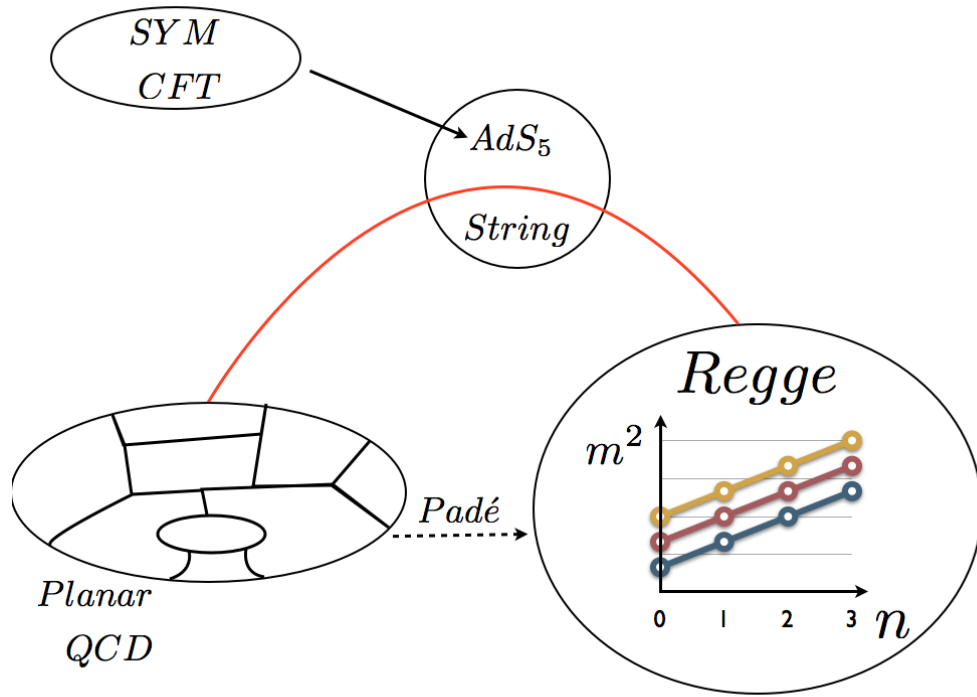 SYM
CFT
AdS₅
String
Regge
m²
Padé
0 1 2 3 n
Planar
QCD